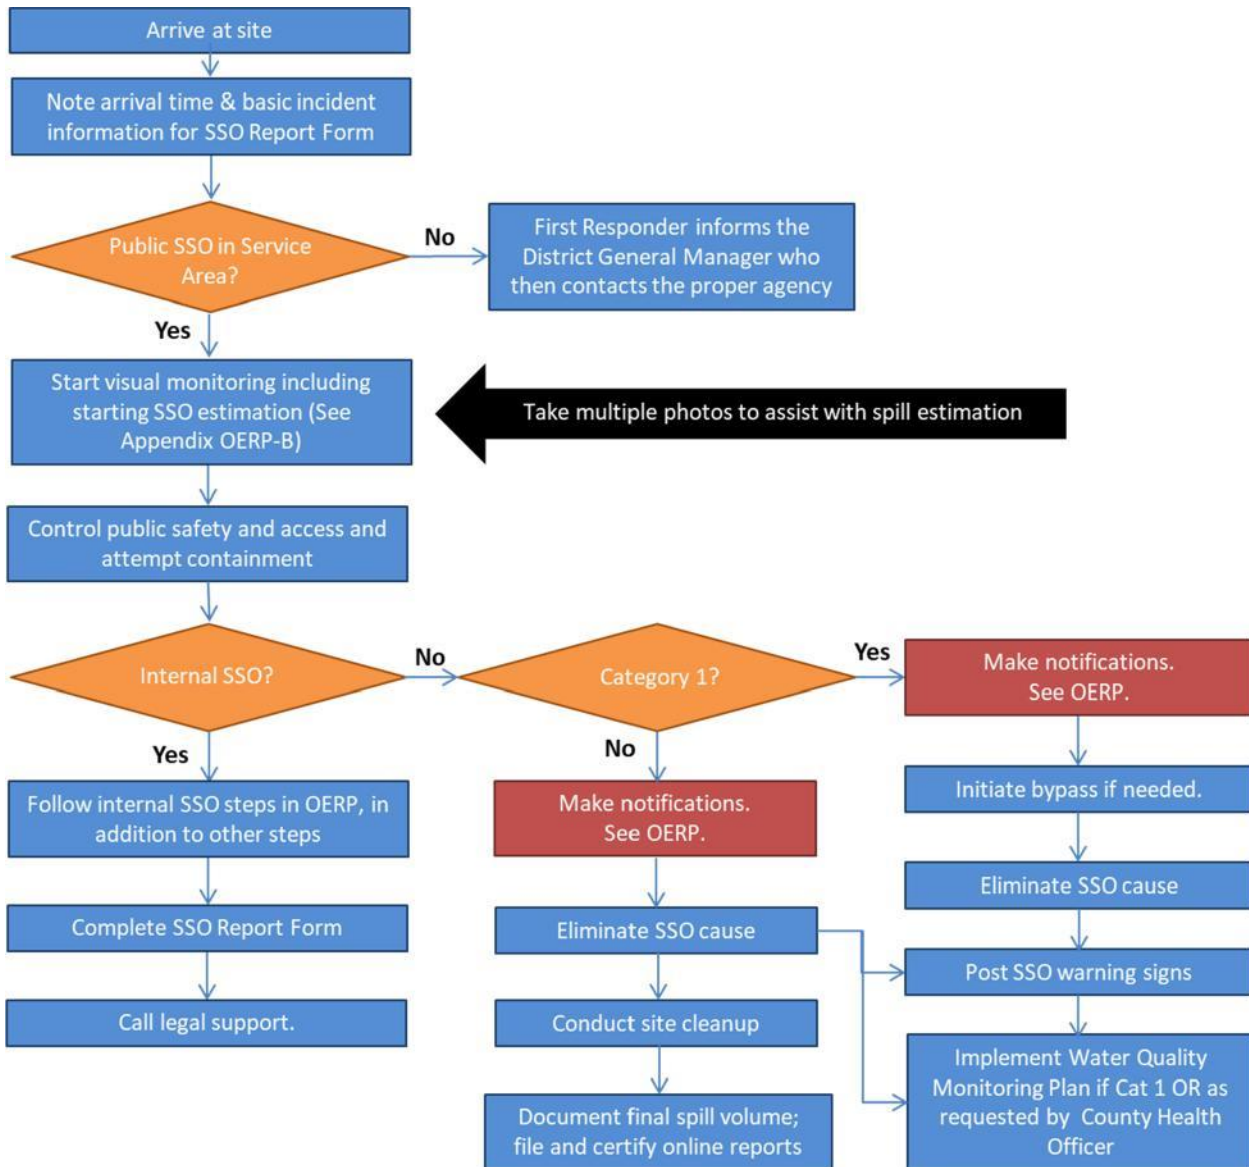 Arrive at site
Note arrival time & basic incident
information for SSO Report Form
Public SSO in Service
Area?
No
First Responder informs the
District General Manager who
then contacts the proper agency
Yes
Start visual monitoring including
starting SSO estimation (See
Appendix OERP-B)
Take multiple photos to assist with spill estimation
Control public safety and access and
attempt containment
Internal SSO?
No
Category 1?
Yes
Make notifications.
See OERP.
Yes
No
Follow internal SSO steps in OERP, in
addition to other steps
Make notifications.
See OERP.
Initiate bypass if needed.
Eliminate SSO cause
Complete SSO Report Form
Eliminate SSO cause
Post SSO warning signs
Call legal support.
Conduct site cleanup
Implement Water Quality
Monitoring Plan if Cat 1 OR as
requested by County Health
Officer
Document final spill volume;
file and certify online reports